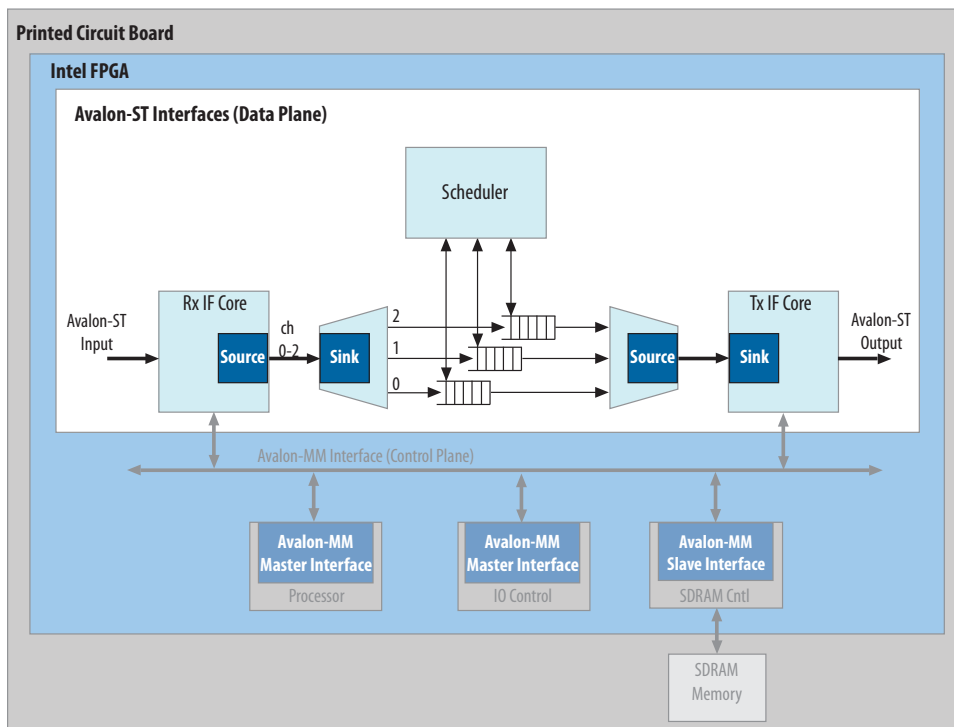 Printed Circuit Board
Intel FPGA
Avalon-ST Interfaces (Data Plane)
Scheduler
Rx IF Core
Tx IF Core
Avalon-ST
Input
Source
ch
0-2
Sink
2
1
0
Source
Sink
Avalon-ST
Output
Avalon-MM Interface (Control Plane)
Avalon-MM
Master Interface
Processor
Avalon-MM
Master Interface
IO Control
Avalon-MM
Slave Interface
SDRAM Cntl
SDRAM
Memory